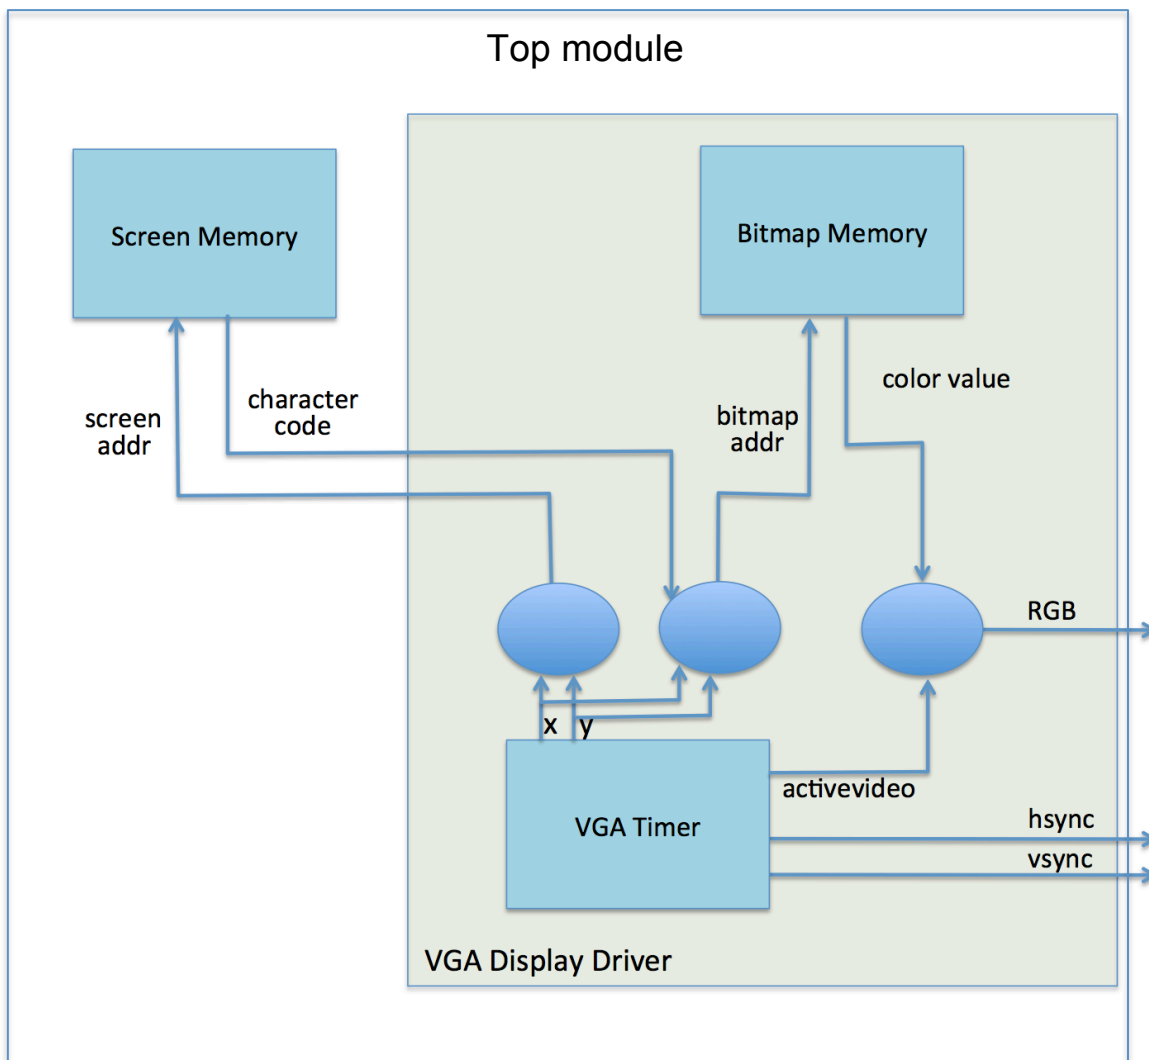 Top module
Screen Memory
Bitmap Memory
screen
addr
character
code
bitmap
addr
color value
RGB
x
y
activevideo
VGA Timer
hsync
vsync
VGA Display Driver